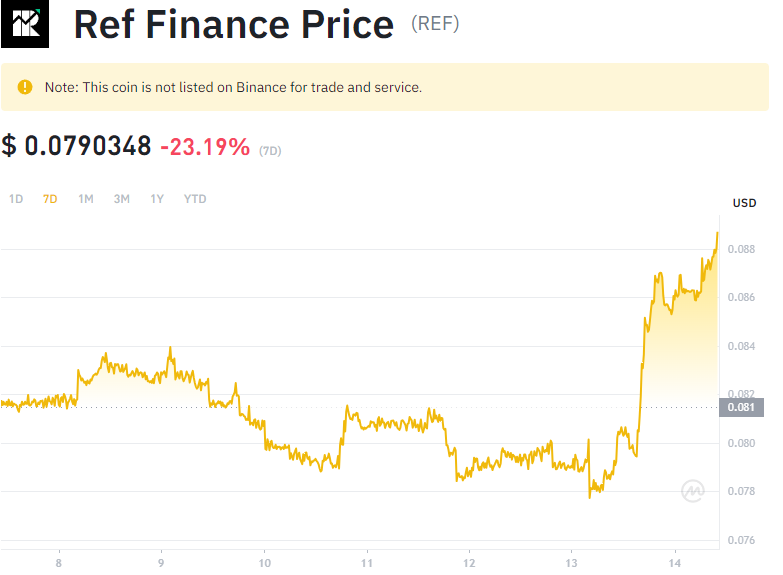 Ref Finance Price (REF)
Note: This coin is not listed on Binance for trade and service.
$ 0.0790348 -23.19% (7D)
1D 7D 1M 3M 1Y YTD
USD
0.088
0.086
0.084
0.082
0.081
0.080
0.078
0.076
8 9 10 11 12 13 14